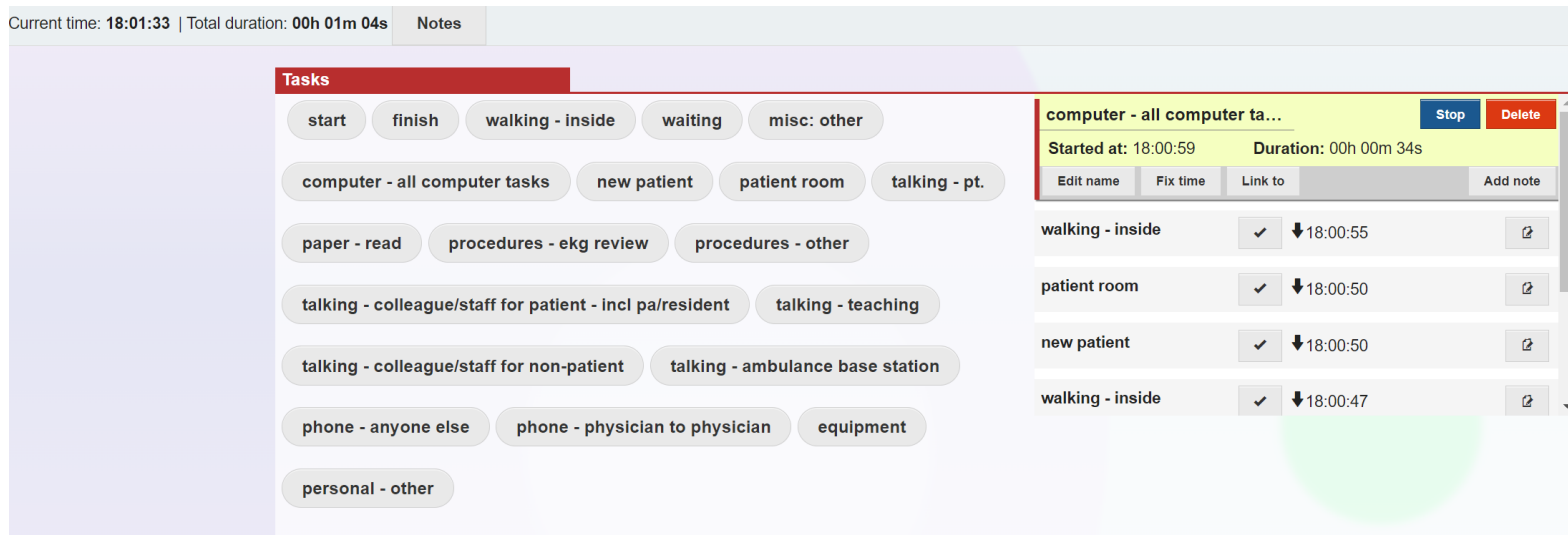 Current time: 18:01:33 | Total duration: 00h 01m 04s Notes
Tasks
start finish walking - inside waiting misc: other
computer - all computer tasks new patient patient room talking - pt.
paper - read procedures - ekg review procedures - other
talking - colleague/staff for patient - incl pa/resident talking - teaching
talking - colleague/staff for non-patient talking - ambulance base station
phone - anyone else phone - physician to physician equipment
personal - other
computer - all computer ta... Stop Delete
Started at: 18:00:59 Duration: 00h 00m 34s
Edit name Fix time Link to Add note
walking - inside 18:00:55
patient room 18:00:50
new patient 18:00:50
walking - inside 18:00:47